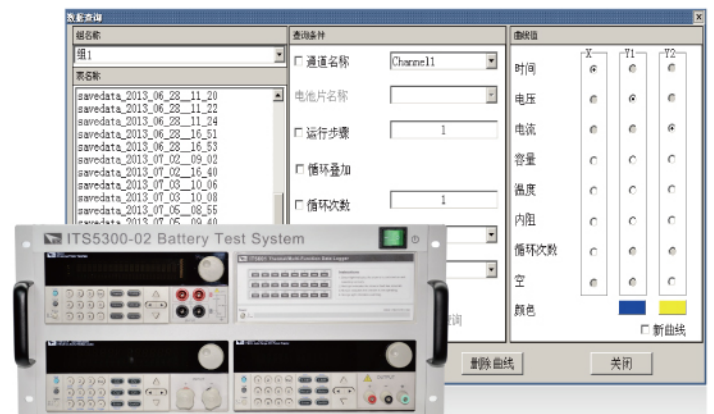 数据查询
组名称
组1
表名称
savedata_2013_06_28__11_20
savedata_2013_06_28__11_22
savedata_2013_06_28__11_24
savedata_2013_06_28__16_51
savedata_2013_06_28__16_53
savedata_2013_07_02__09_02
savedata_2013_07_02__16_40
savedata_2013_07_03__10_06
savedata_2013_07_03__10_08
savedata_2013_07_05__08_55
savedata_2013_07_05__09_40
查询条件
通道名称 Channel1
电池片名称
运行步骤 1
循环叠加
循环次数 1
询
曲线值
X Y1 Y2
时间
电压
电流
容量
温度
内阻
循环次数
空
颜色
新曲线
删除曲线
关闭
ITS5300-02 Battery Test System